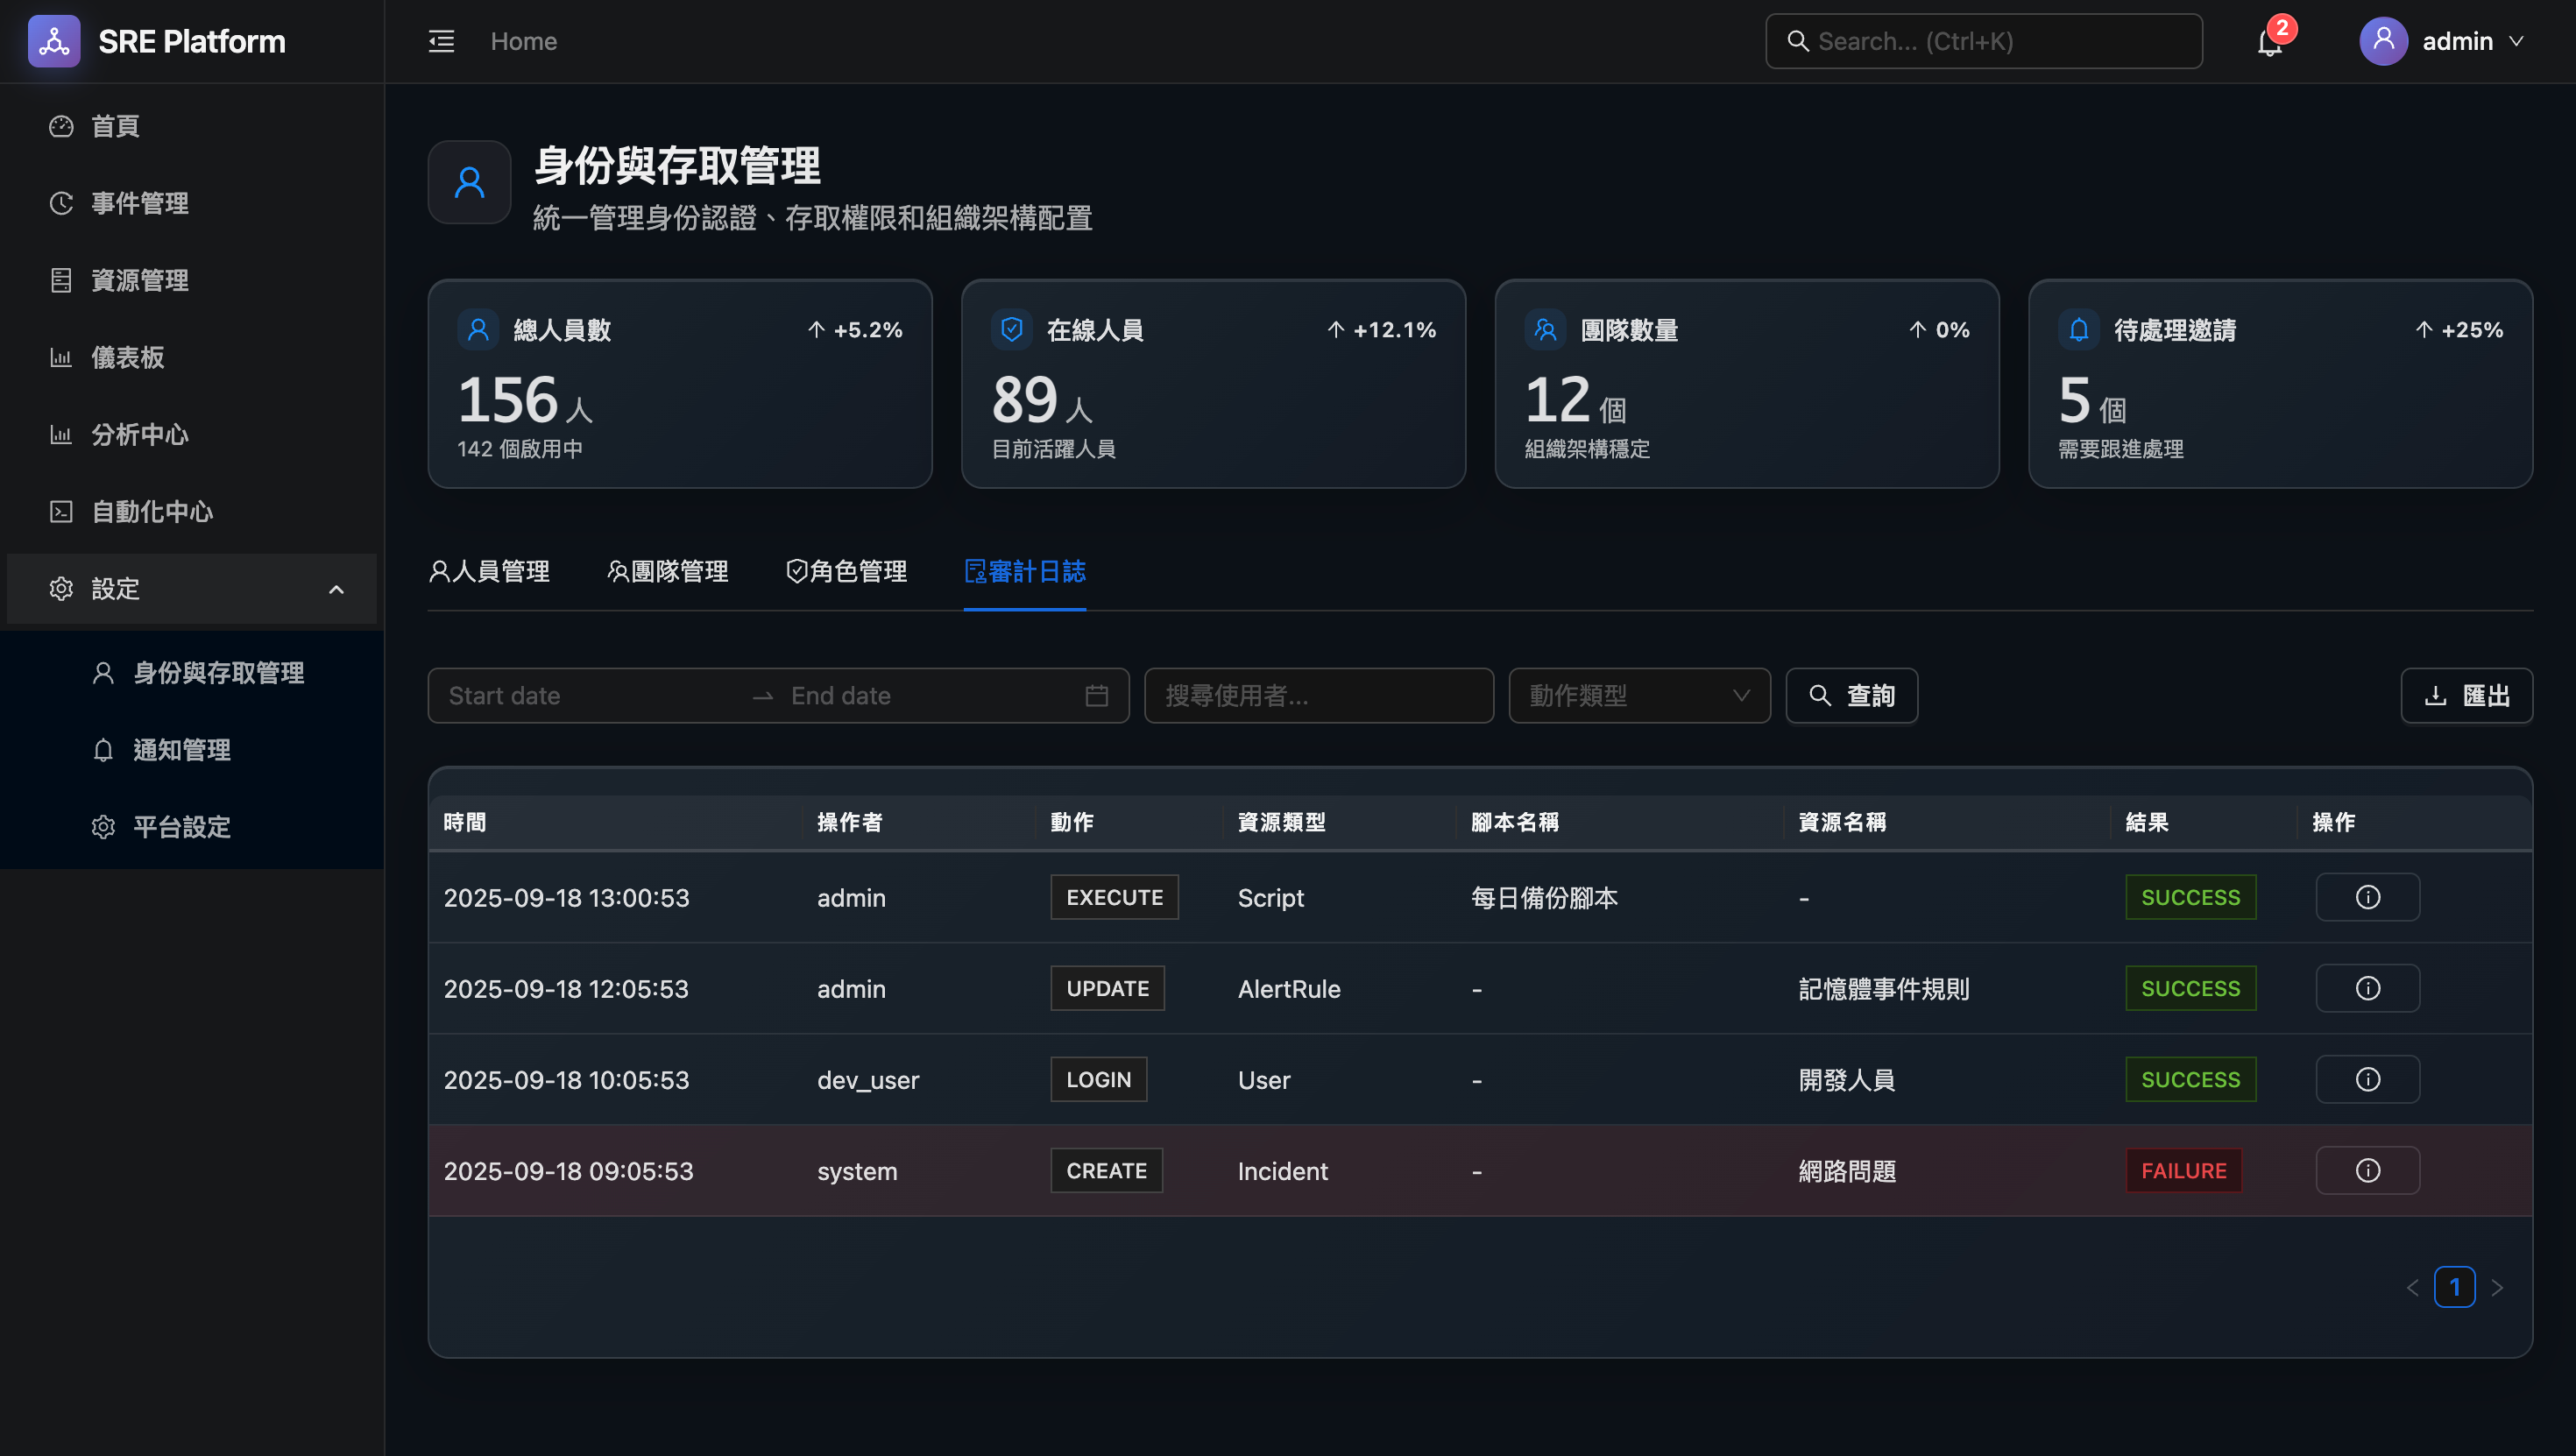 SRE Platform
Home
Search... (Ctrl+K)
2
admin
首頁
事件管理
資源管理
儀表板
分析中心
自動化中心
設定
身份與存取管理
通知管理
平台設定
身份與存取管理
統一管理身份認證、存取權限和組織架構配置
總人員數 +5.2%
156 人
142 個啟用中
在線人員 +12.1%
89 人
目前活躍人員
團隊數量 0%
12 個
組織架構穩定
待處理邀請 +25%
5 個
需要跟進處理
人員管理 團隊管理 角色管理 審計日誌
Start date End date 搜尋使用者... 動作類型 查詢 匯出
時間 操作者 動作 資源類型 腳本名稱 資源名稱 結果 操作
2025-09-18 13:00:53 admin EXECUTE Script 每日備份腳本 - SUCCESS
2025-09-18 12:05:53 admin UPDATE AlertRule - 記憶體事件規則 SUCCESS
2025-09-18 10:05:53 dev_user LOGIN User - 開發人員 SUCCESS
2025-09-18 09:05:53 system CREATE Incident - 網路問題 FAILURE
1